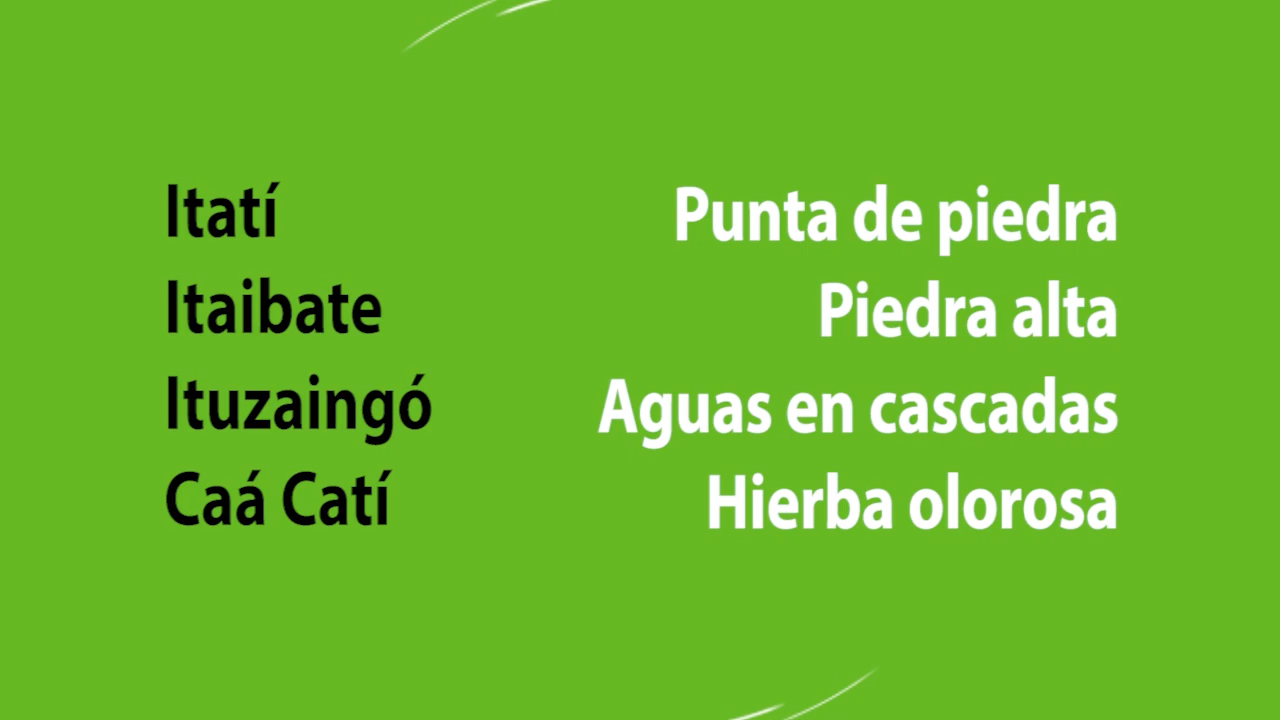 Itatí Punta de piedra
Itaibate Piedra alta
Ituzaingó Aguas en cascadas
Caá Catí Hierba olorosa